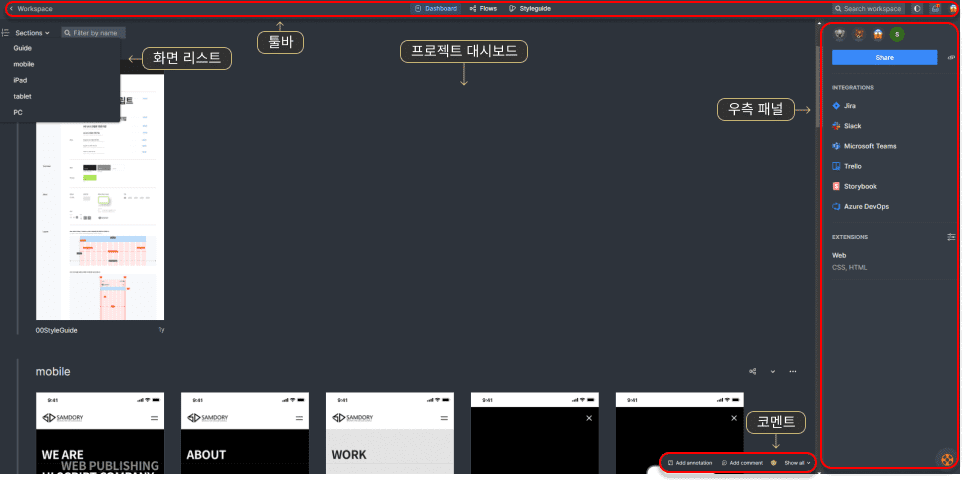 Workspace
Dashboard
Flows
Styleguide
Search workspace
툴바
Sections
Filter by name
Guide
mobile
iPad
tablet
PC
화면 리스트
프로젝트 대시보드
우측 패널
S
Share
INTEGRATIONS
Jira
Slack
Microsoft Teams
Trello
Storybook
Azure DevOps
EXTENSIONS
Web
CSS, HTML
00StyleGuide
1y
mobile
9:41
SAMDORY
WE ARE
WEB PUBLISHING
9:41
SAMDORY
ABOUT
9:41
SAMDORY
WORK
9:41
9:41
코멘트
Add annotation
Add comment
Show all